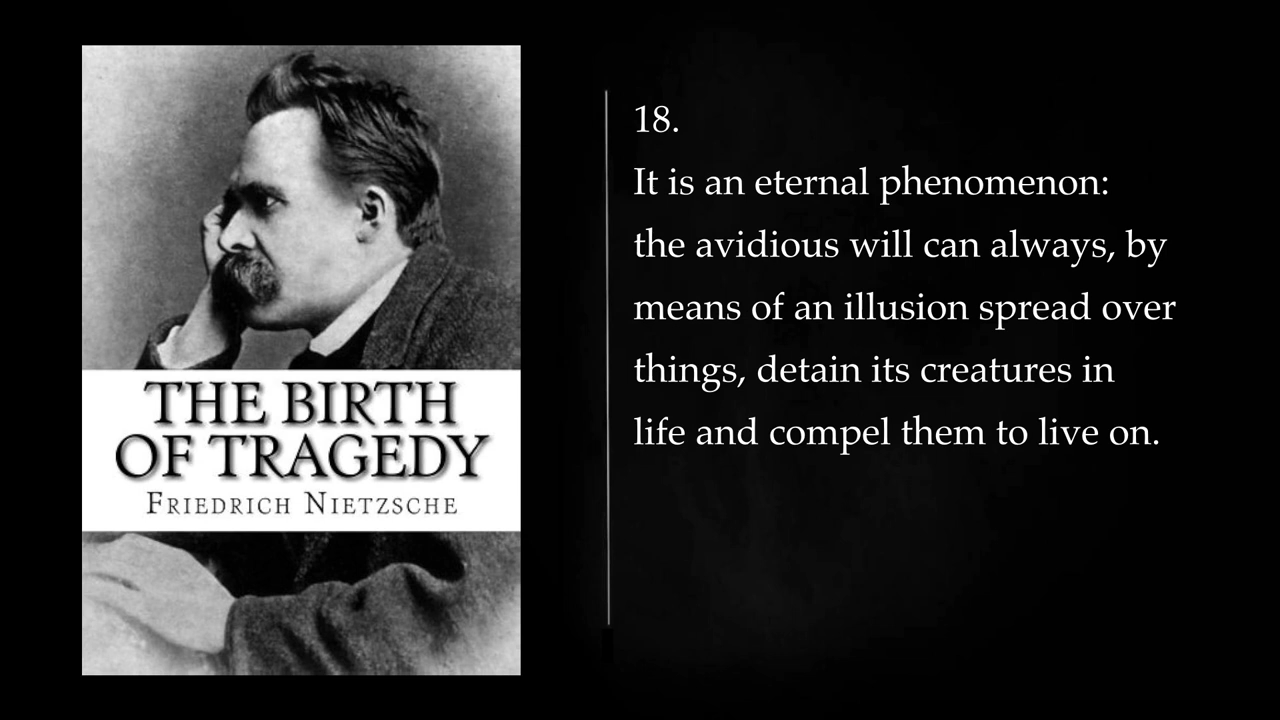 THE BIRTH
OF TRAGEDY
FRIEDRICH NIETZSCHE
18.
It is an eternal phenomenon:
the avidious will can always, by
means of an illusion spread over
things, detain its creatures in
life and compel them to live on.